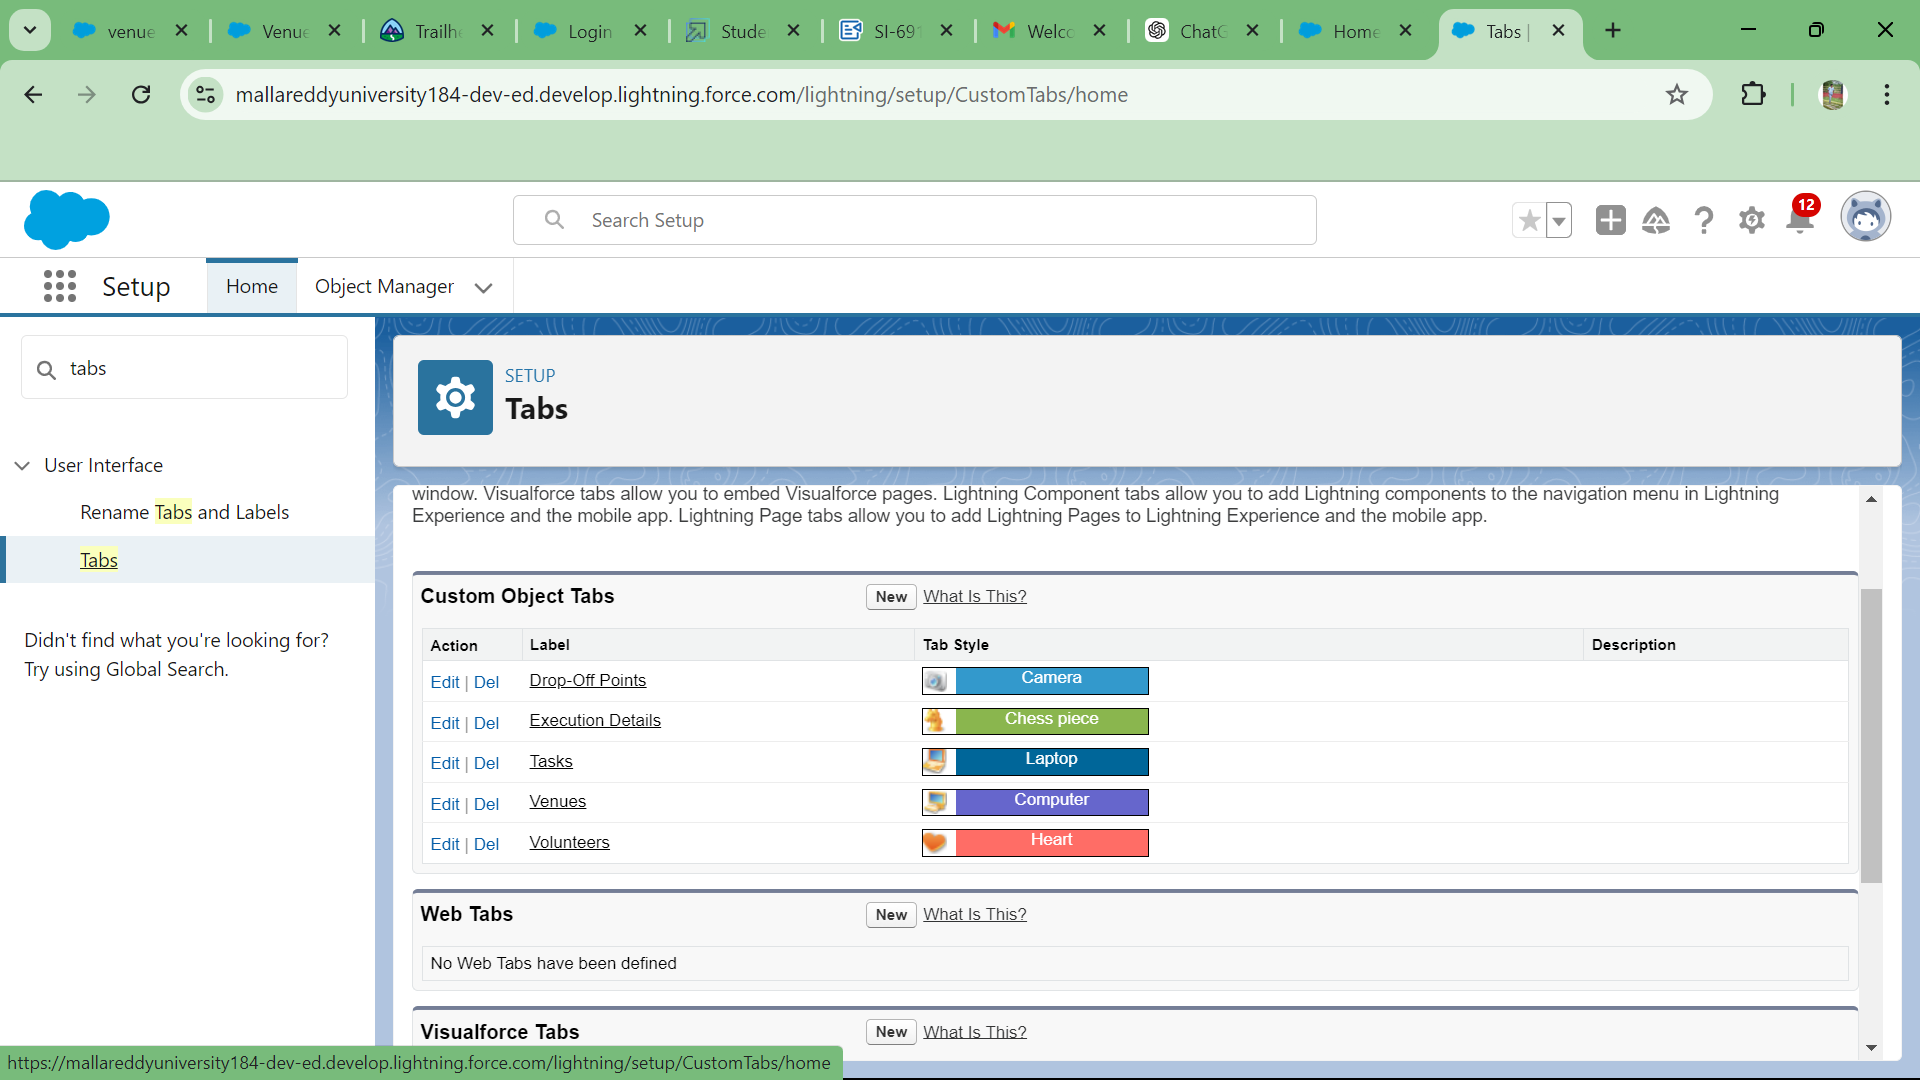 venue
Venue
Trailh
Login
Stude
SI-691
Welco
ChatG
Home
Tabs |
mallareddyuniversity184-dev-ed.develop.lightning.force.com/lightning/setup/CustomTabs/home
Search Setup
12
Setup
Home
Object Manager
tabs
SETUP
Tabs
User Interface
Rename Tabs and Labels
Tabs
Didn't find what you're looking for?
Try using Global Search.
window. Visualforce tabs allow you to embed Visualforce pages. Lightning Component tabs allow you to add Lightning components to the navigation menu in Lightning
Experience and the mobile app. Lightning Page tabs allow you to add Lightning Pages to Lightning Experience and the mobile app.
Custom Object Tabs New What Is This?
Action Label Tab Style Description
Edit | Del Drop-Off Points Camera
Edit | Del Execution Details Chess piece
Edit | Del Tasks Laptop
Edit | Del Venues Computer
Edit | Del Volunteers Heart
Web Tabs New What Is This?
No Web Tabs have been defined
Visualforce Tabs New What Is This?
https://mallareddyuniversity184-dev-ed.develop.lightning.force.com/lightning/setup/CustomTabs/home